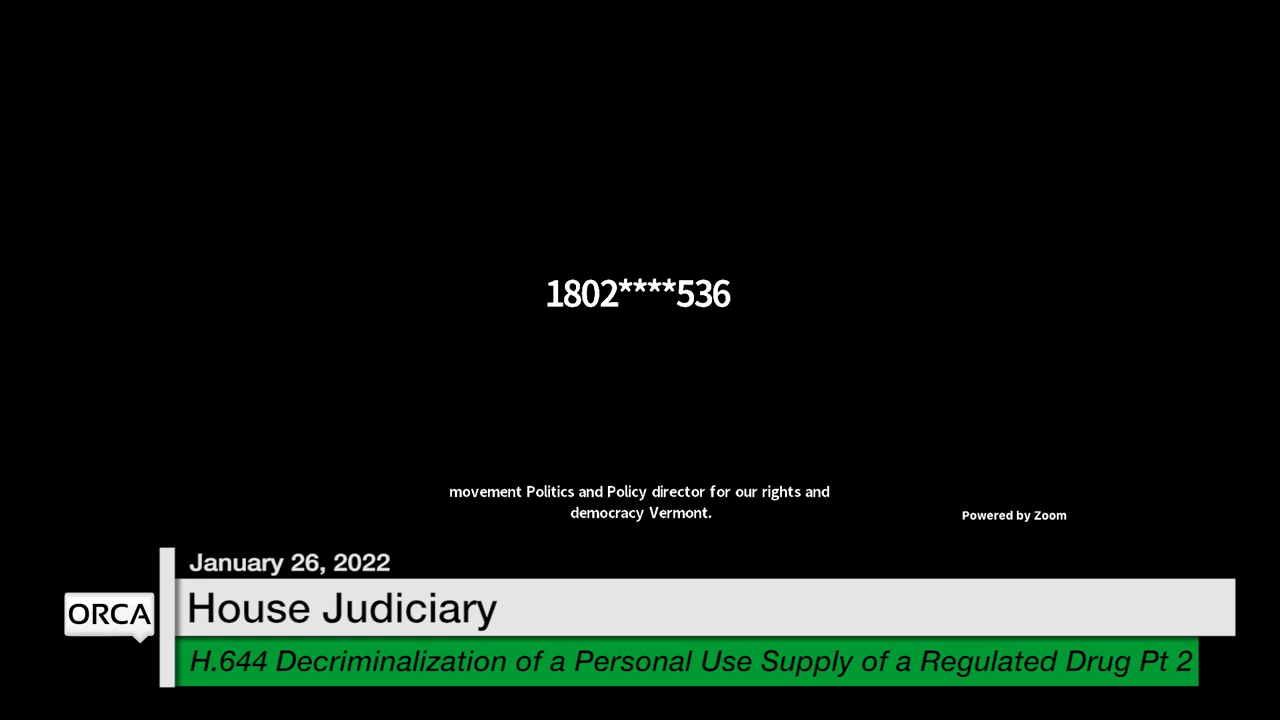 1802****536
movement Politics and Policy director for our rights and
democracy Vermont.
Powered by Zoom
January 26, 2022
ORCA
House Judiciary
H.644 Decriminalization of a Personal Use Supply of a Regulated Drug Pt 2